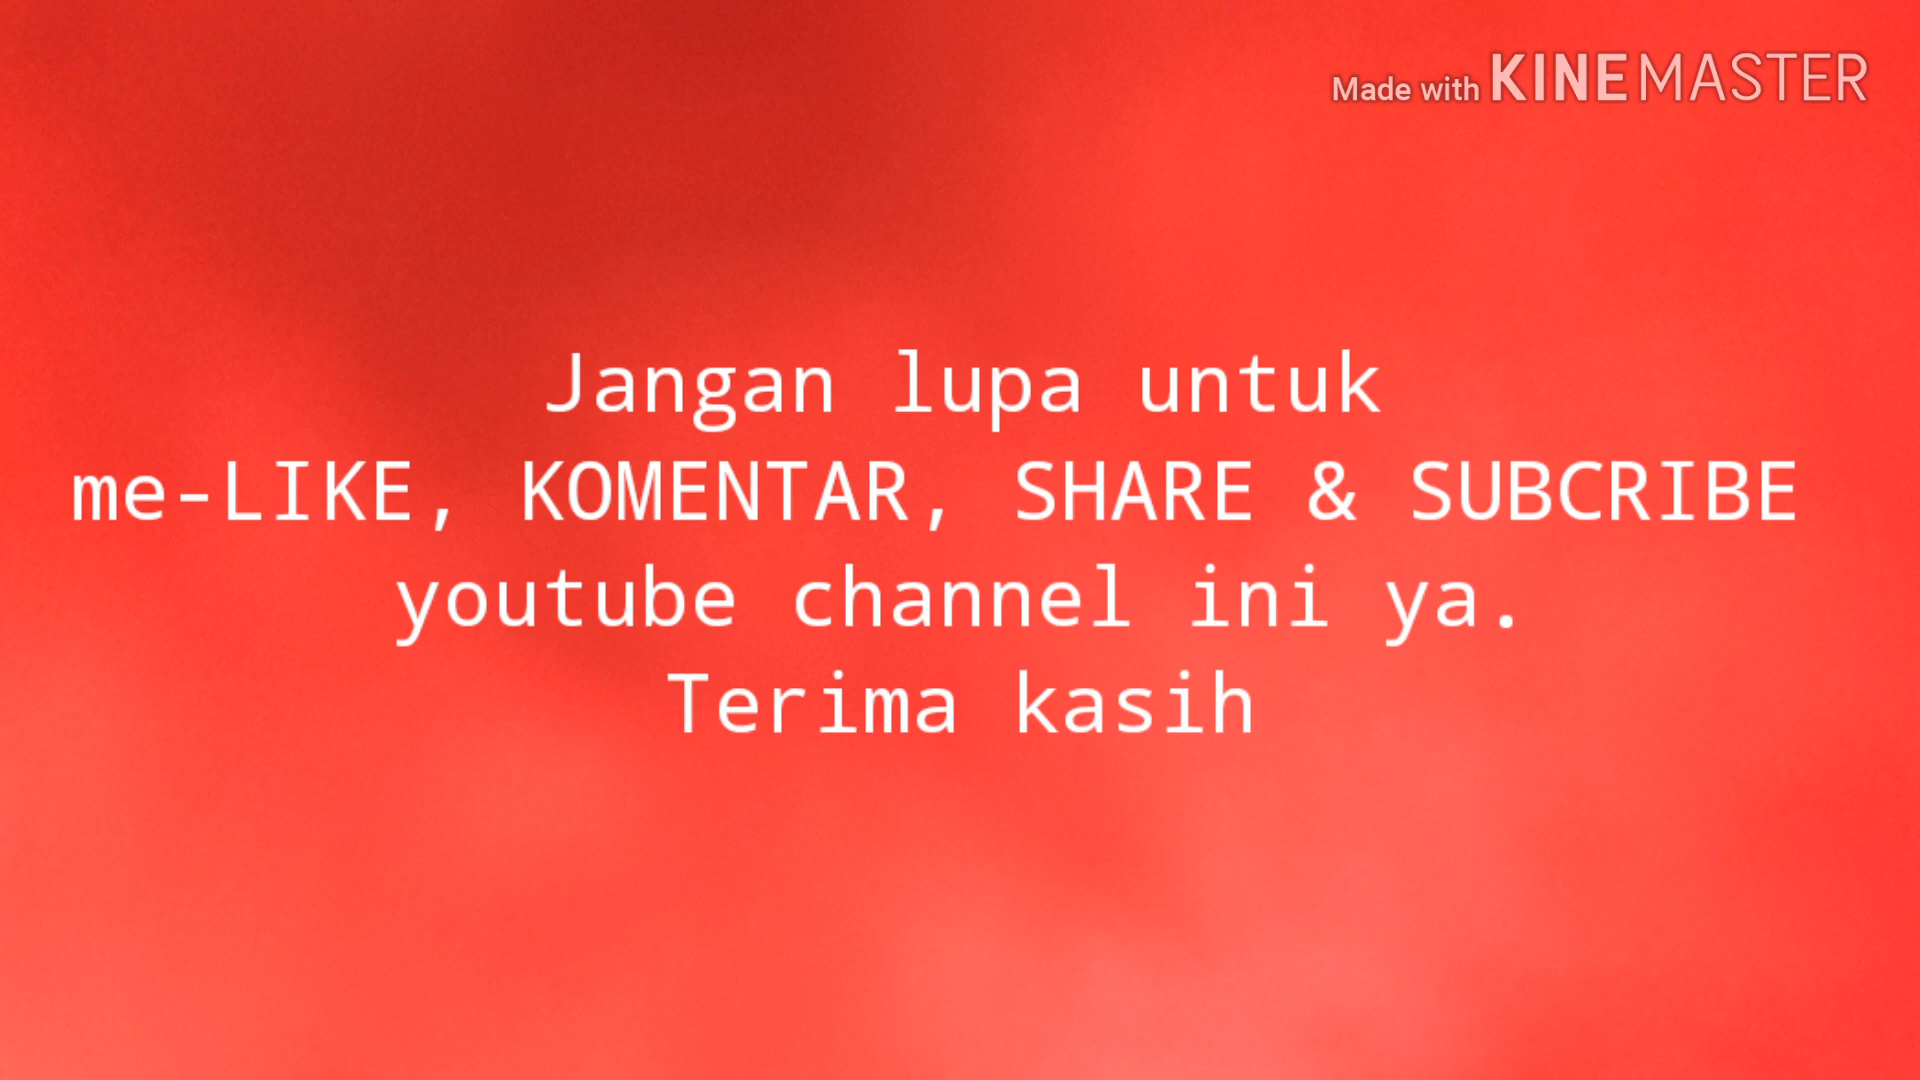 Made with KINEMASTER
Jangan lupa untuk
me-LIKE, KOMENTAR, SHARE & SUBCRIBE
youtube channel ini ya.
Terima kasih